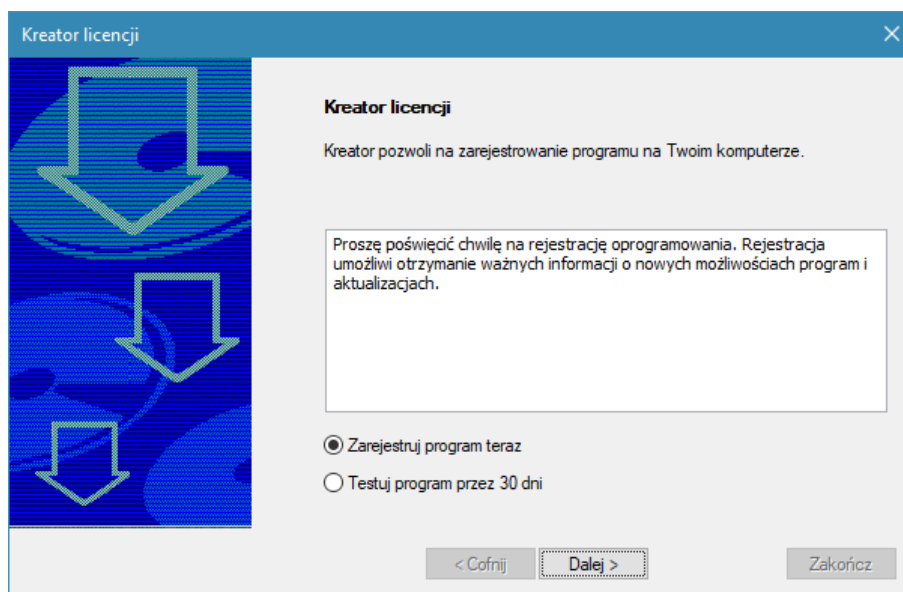 Kreator licencji
Kreator licencji
Kreator pozwoli na zarejestrowanie programu na Twoim komputerze.
Proszę poświęcić chwilę na rejestrację oprogramowania. Rejestracja
umożliwi otrzymanie ważnych informacji o nowych możliwościach program i
aktualizacjach.
Zarejestruj program teraz
Testuj program przez 30 dni
< Cofnij
Dalej >
Zakończ